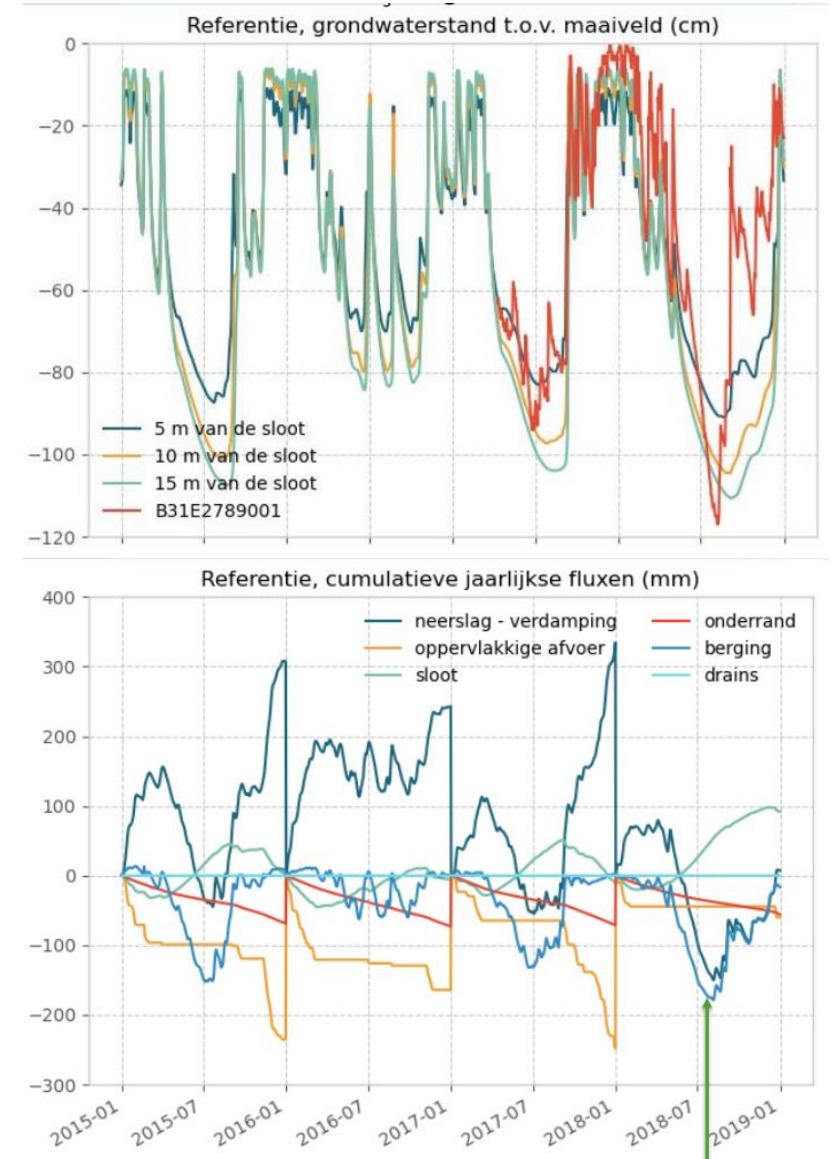 Referentie, grondwaterstand t.o.v. maaiveld (cm)
0
−20
−40
−60
−80
−100
−120
5 m van de sloot
10 m van de sloot
15 m van de sloot
B31E2789001
Referentie, cumulatieve jaarlijkse fluxen (mm)
400
300
200
100
0
−100
−200
−300
neerslag - verdamping
oppervlakkige afvoer
sloot
onderrand
berging
drains
2015-01
2015-07
2016-01
2016-07
2017-01
2017-07
2018-01
2018-07
2019-01